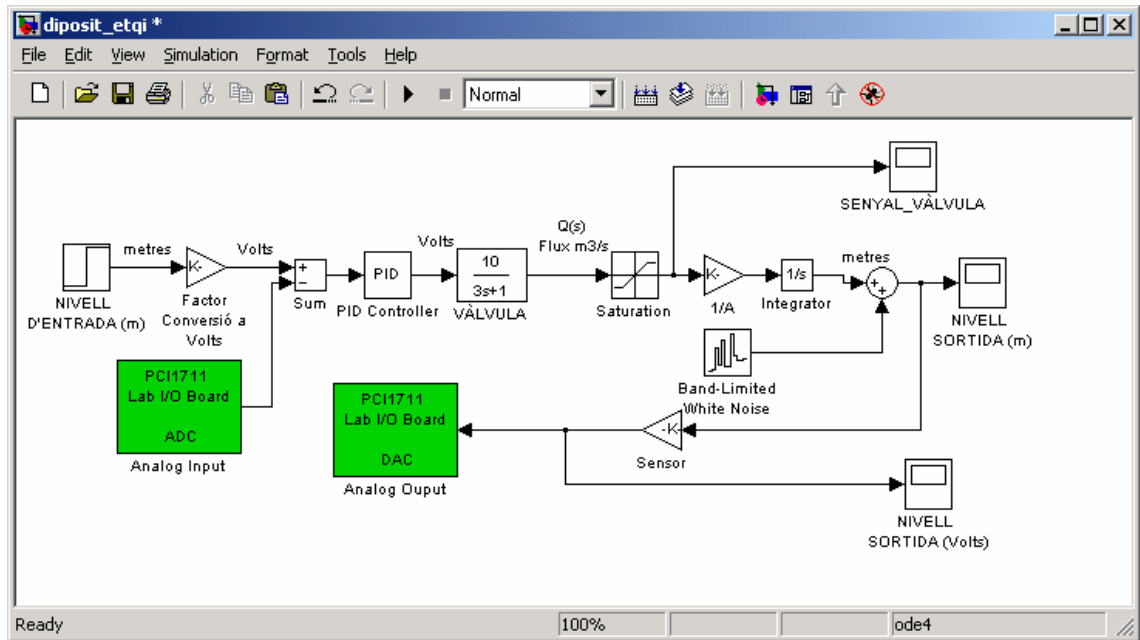 diposit_etqi *
File Edit View Simulation Format Tools Help
Normal
SENYAL_VÀLVULA
Q(s)
Flux m3/s
metres
Volts
Volts
metres
K-
+
−
PID
10
3s+1
K-
1/s
+
+
NIVELL
D'ENTRADA (m)
Factor
Conversió a
Volts
Sum
PID Controller
VÀLVULA
Saturation
1/A
Integrator
NIVELL
SORTIDA (m)
Band-Limited
White Noise
PCI1711
Lab I/O Board
ADC
Analog Input
PCI1711
Lab I/O Board
DAC
Analog Ouput
-K-
Sensor
NIVELL
SORTIDA (Volts)
Ready
100%
ode4